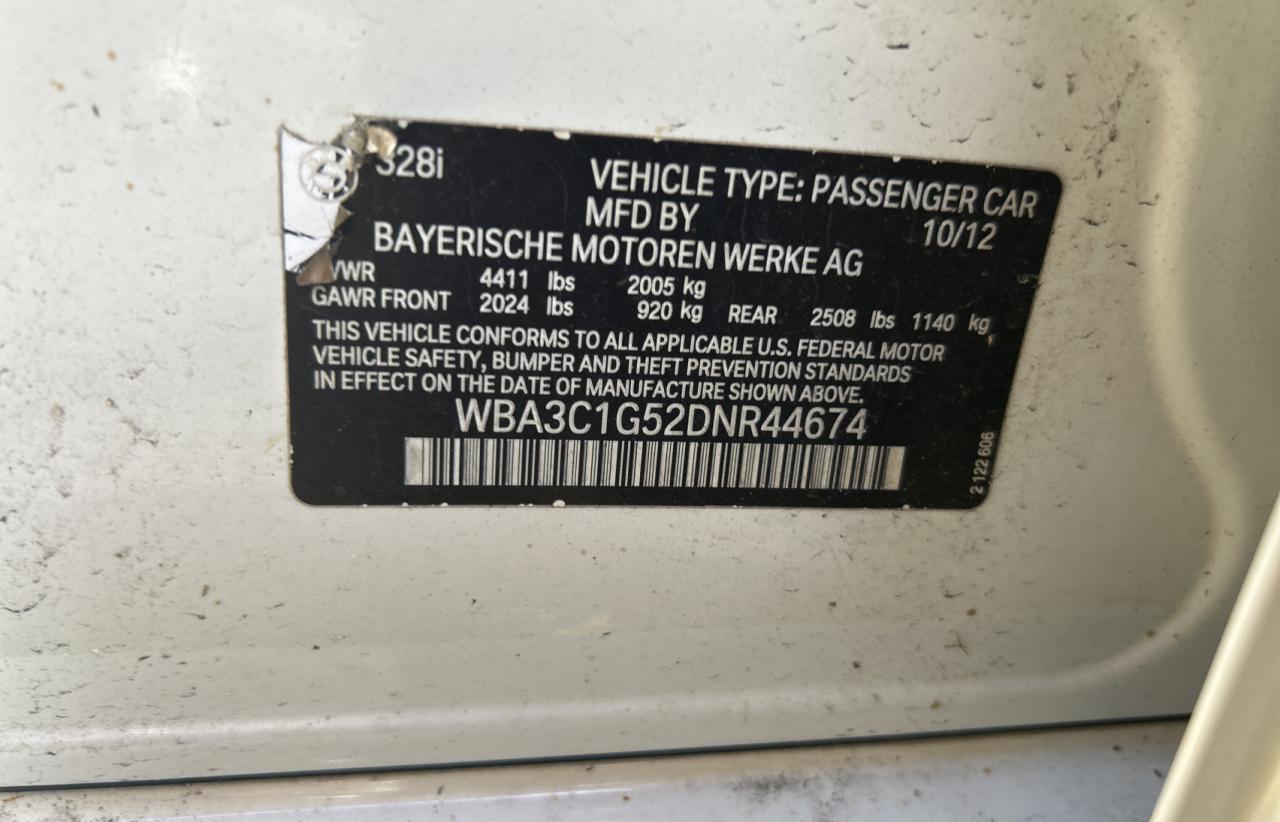 328i
VEHICLE TYPE: PASSENGER CAR
MFD BY 10/12
BAYERISCHE MOTOREN WERKE AG
VWR 4411 lbs 2005 kg
GAWR FRONT 2024 lbs 920 kg REAR 2508 lbs 1140 kg
THIS VEHICLE CONFORMS TO ALL APPLICABLE U.S. FEDERAL MOTOR
VEHICLE SAFETY, BUMPER AND THEFT PREVENTION STANDARDS
IN EFFECT ON THE DATE OF MANUFACTURE SHOWN ABOVE.
WBA3C1G52DNR44674
2 122 606